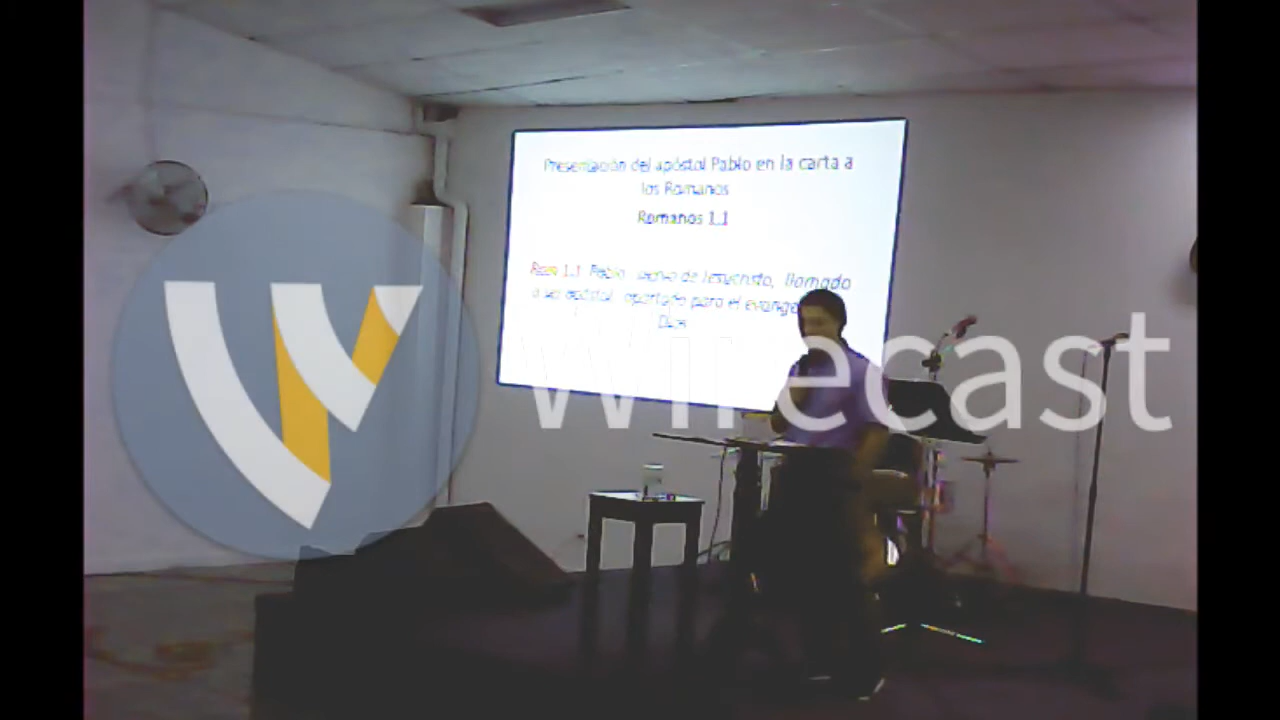 Presentación del apóstol Pablo en la carta a
los Romanos
Romanos 1.1
Rom 1.1 Pablo, siervo de Jesucristo, llamado
a ser apóstol, apartado para el
Dios
wirecast